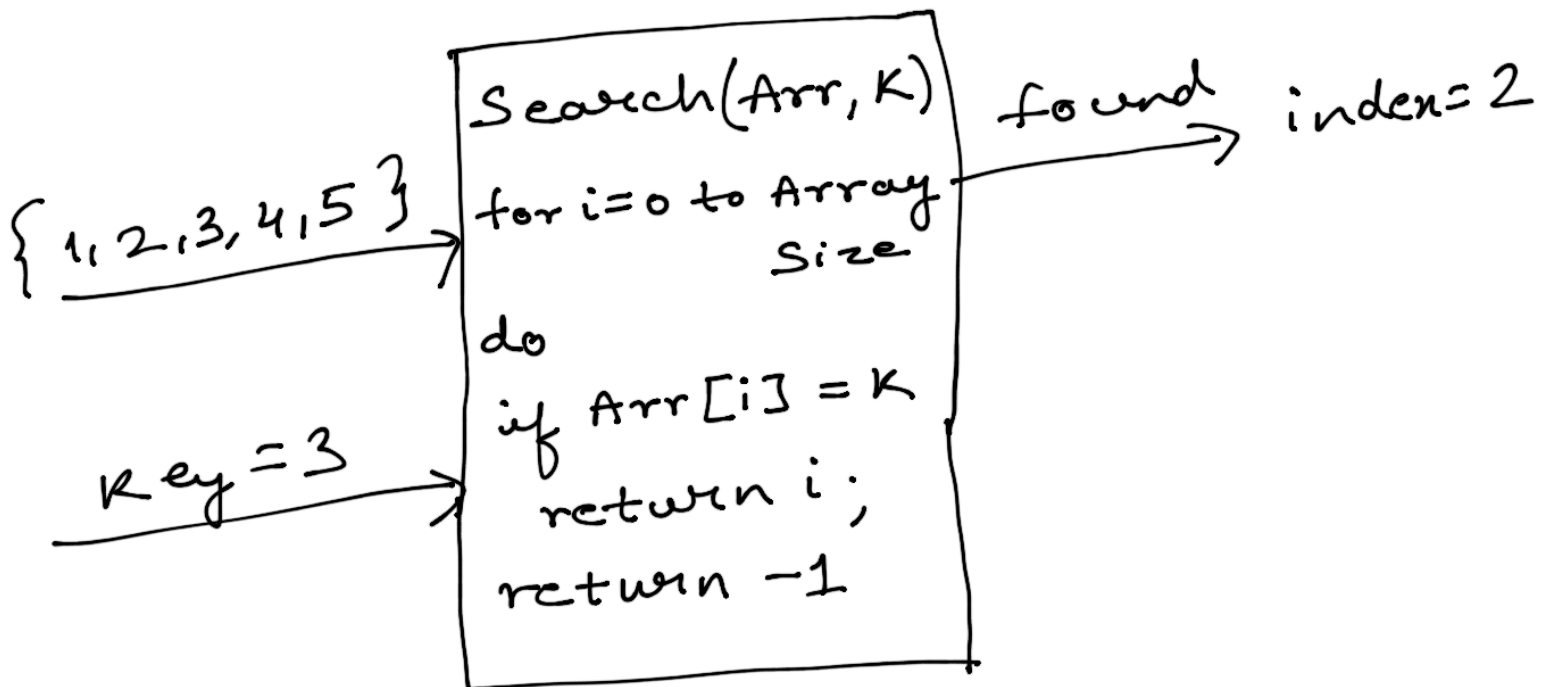 {1,2,3,4,5}
Key=3
Search(Arr, K)
for i=0 to Array
Size
do
if Arr[i] = K
return i;
return -1
found
index=2